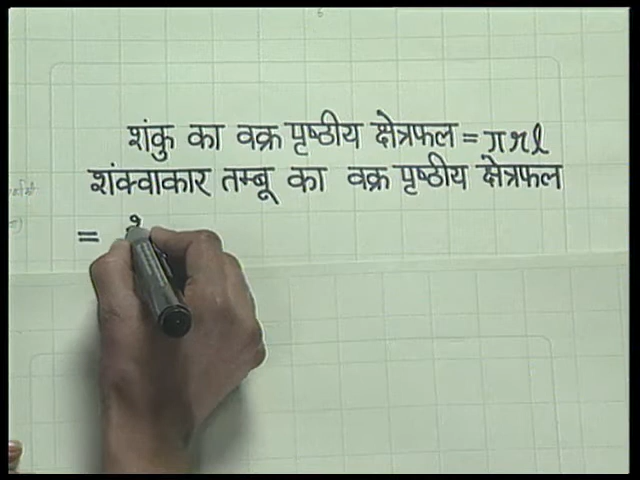 शंकु का वक्र पृष्ठीय क्षेत्रफल = πrl
शंक्वाकार तम्बू का वक्र पृष्ठीय क्षेत्रफल
=